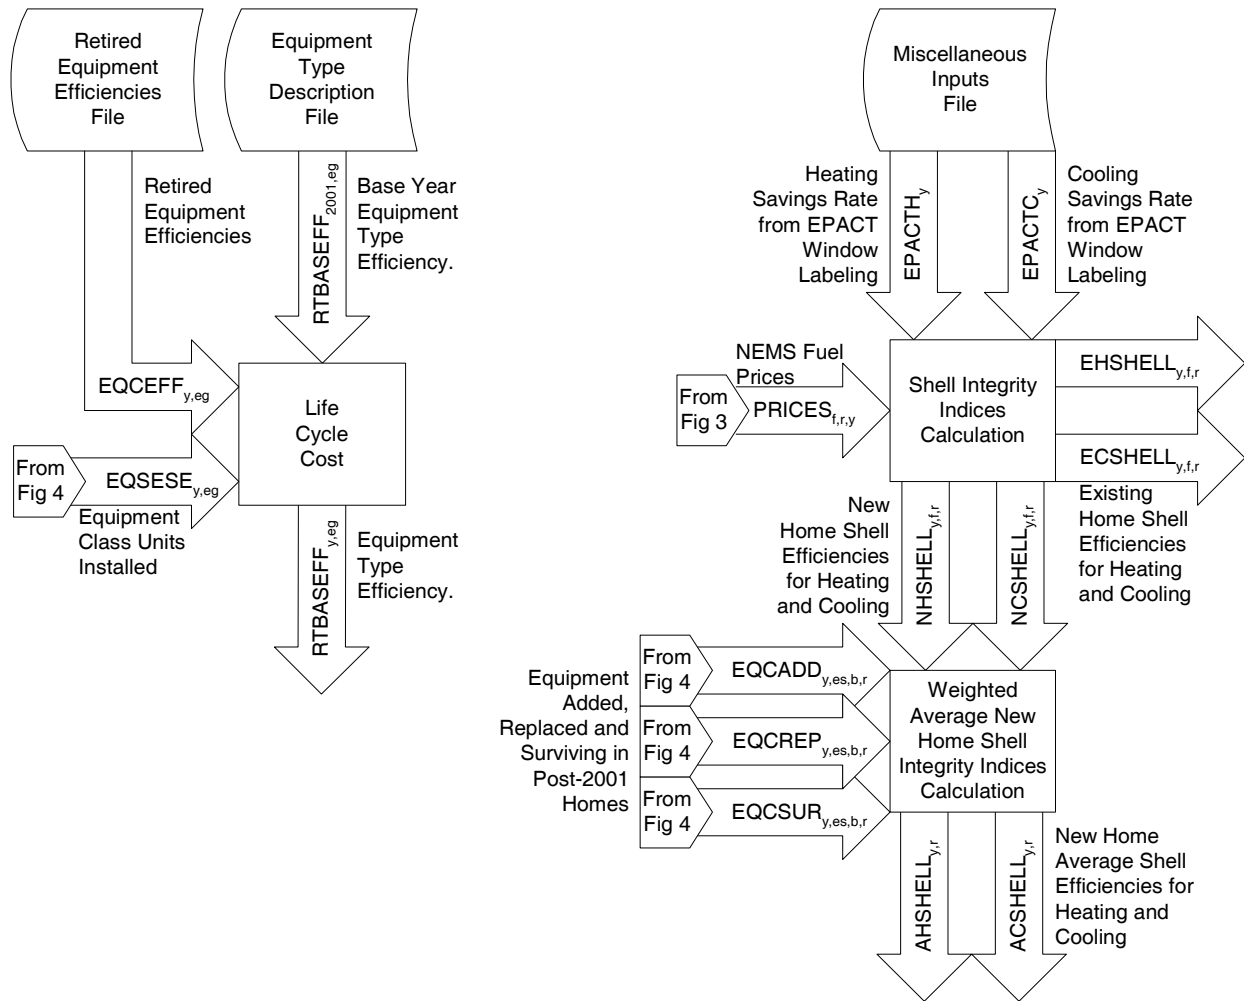 Retired
Equipment
Efficiencies
File
Equipment
Type
Description
File
Retired
Equipment
Efficiencies
RTBASEFF2001,eg
Base Year
Equipment
Type
Efficiency.
EQCEFFy,eg
From
Fig 4
EQSESEy,eg
Equipment
Class Units
Installed
Life
Cycle
Cost
RTBASEFFy,eg
Equipment
Type
Efficiency.
Miscellaneous
Inputs
File
Heating
Savings Rate
from EPACT
Window
Labeling
EPACTHy
EPACTCy
Cooling
Savings Rate
from EPACT
Window
Labeling
NEMS Fuel
Prices
From
Fig 3
PRICESf,r,y
Shell Integrity
Indices
Calculation
EHSHELLy,f,r
ECSHELLy,f,r
Existing
Home Shell
Efficiencies
for Heating
and Cooling
New
Home Shell
Efficiencies
for Heating
and Cooling
NHSHELLy,f,r
NCSHELLy,f,r
Equipment
Added,
Replaced and
Surviving in
Post-2001
Homes
From
Fig 4
EQCADDy,es,b,r
From
Fig 4
EQCREPy,es,b,r
From
Fig 4
EQCSURy,es,b,r
Weighted
Average New
Home Shell
Integrity Indices
Calculation
AHSHELLy,r
ACSHELLy,r
New Home
Average Shell
Efficiencies for
Heating and
Cooling